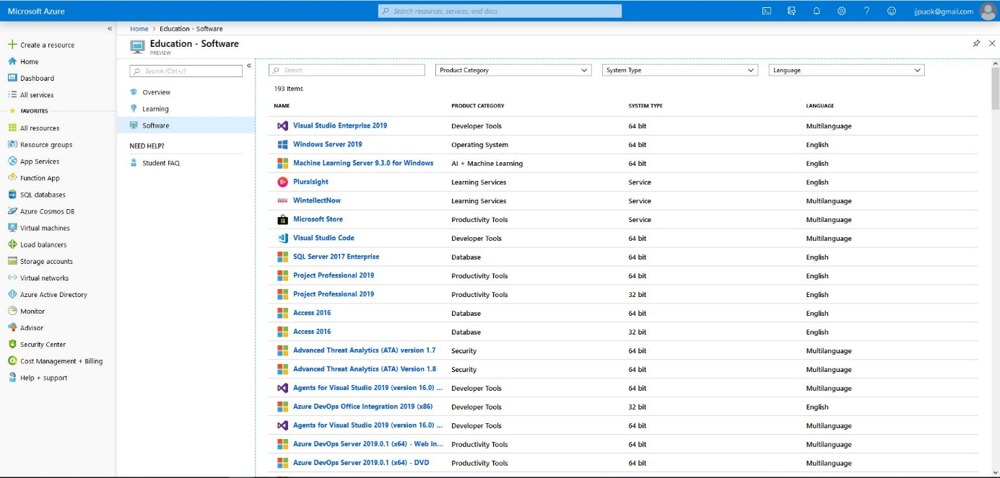 Microsoft Azure
Search resources, services, and docs
jjpucik@gmail.com
Create a resource
Home
Dashboard
All services
FAVORITES
All resources
Resource groups
App Services
Function App
SQL databases
Azure Cosmos DB
Virtual machines
Load balancers
Storage accounts
Virtual networks
Azure Active Directory
Monitor
Advisor
Security Center
Cost Management + Billing
Help + support
Home > Education - Software
Education - Software
PREVIEW
Search (Ctrl+/)
Overview
Learning
Software
NEED HELP?
Student FAQ
Search Product Category System Type Language
193 Items
NAME PRODUCT CATEGORY SYSTEM TYPE LANGUAGE
Visual Studio Enterprise 2019 Developer Tools 64 bit Multilanguage
Windows Server 2019 Operating System 64 bit English
Machine Learning Server 9.3.0 for Windows AI + Machine Learning 64 bit English
Pluralsight Learning Services Service English
WintellectNow Learning Services Service Multilanguage
Microsoft Store Productivity Tools Service Multilanguage
Visual Studio Code Developer Tools 64 bit Multilanguage
SQL Server 2017 Enterprise Database 64 bit English
Project Professional 2019 Productivity Tools 64 bit English
Project Professional 2019 Productivity Tools 32 bit English
Access 2016 Database 64 bit English
Access 2016 Database 32 bit English
Advanced Threat Analytics (ATA) version 1.7 Security 64 bit Multilanguage
Advanced Threat Analytics (ATA) Version 1.8 Security 64 bit Multilanguage
Agents for Visual Studio 2019 (version 16.0) ... Developer Tools 64 bit Multilanguage
Azure DevOps Office Integration 2019 (x86) Developer Tools 32 bit English
Agents for Visual Studio 2019 (version 16.0) ... Developer Tools 64 bit Multilanguage
Azure DevOps Server 2019.0.1 (x64) - Web In... Productivity Tools 64 bit Multilanguage
Azure DevOps Server 2019.0.1 (x64) - DVD Productivity Tools 64 bit Multilanguage